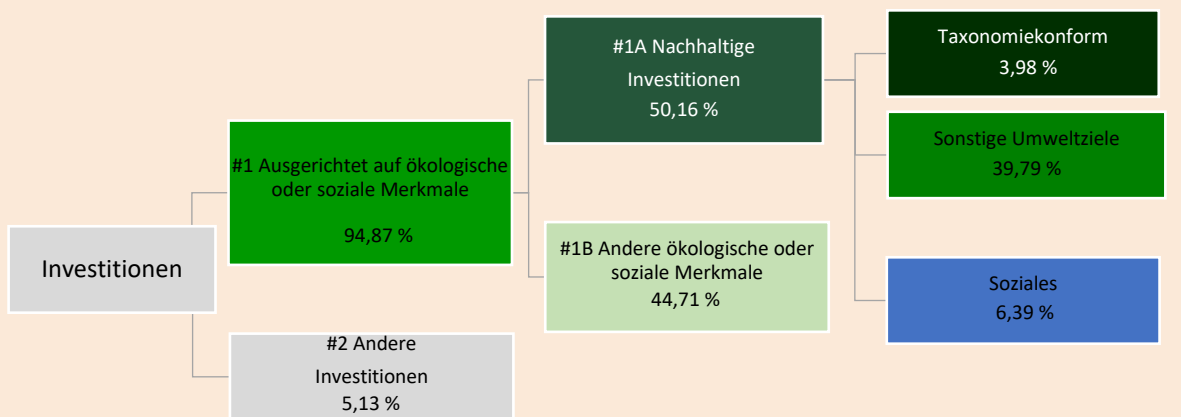 Investitionen
#1 Ausgerichtet auf ökologische
oder soziale Merkmale
94,87 %
#2 Andere
Investitionen
5,13 %
#1A Nachhaltige
Investitionen
50,16 %
#1B Andere ökologische oder
soziale Merkmale
44,71 %
Taxonomiekonform
3,98 %
Sonstige Umweltziele
39,79 %
Soziales
6,39 %